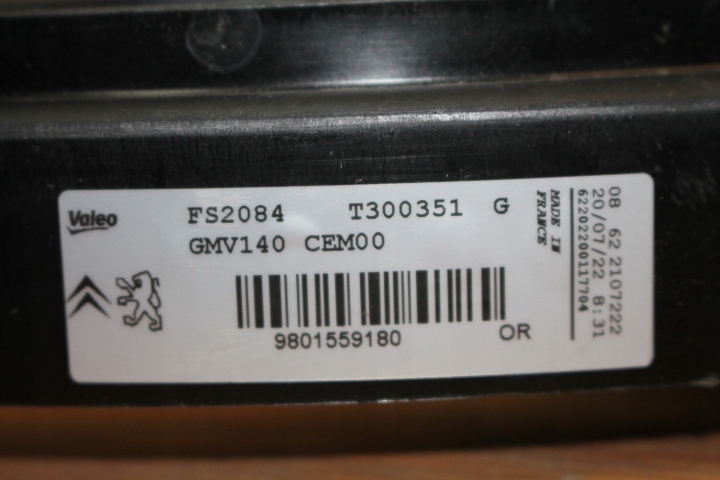 Valeo
FS2084 T300351 G
GMV140 CEM00
9801559180
OR
MADE IN
FRANCE
62202200117704
20/07/22 8:31
08 62 2107222